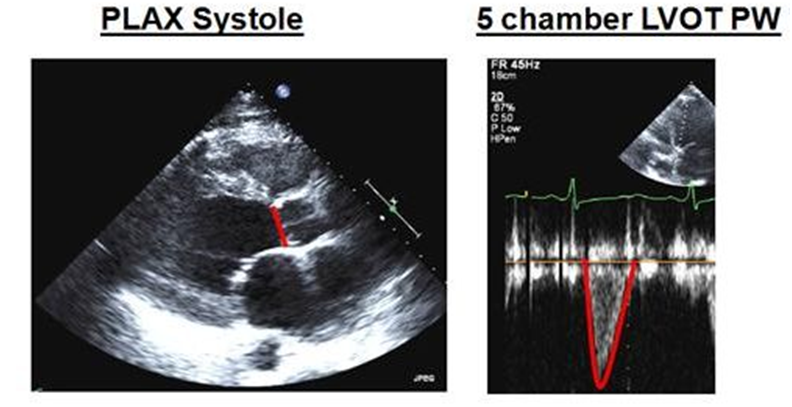 PLAX Systole
5 chamber LVOT PW
FR 45Hz
18cm
2D
67%
C 50
P Low
HPen
JPEG